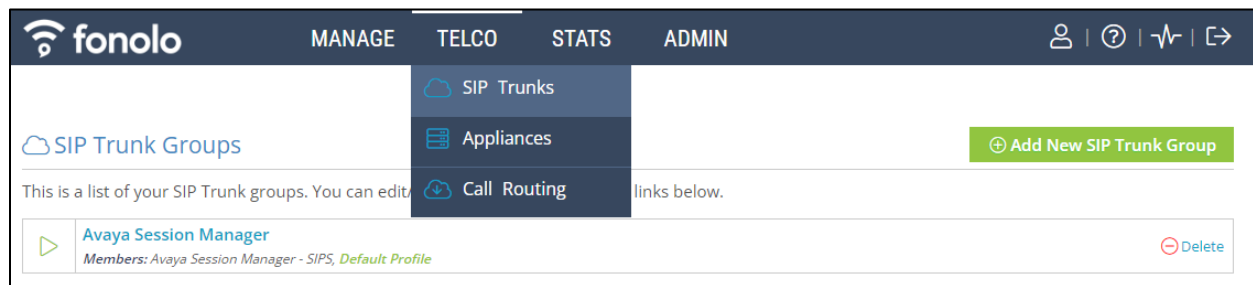 fonolo MANAGE TELCO STATS ADMIN
SIP Trunks
Appliances
Call Routing
SIP Trunk Groups
Add New SIP Trunk Group
This is a list of your SIP Trunk groups. You can edit/ links below.
Avaya Session Manager
Members: Avaya Session Manager - SIPS, Default Profile
Delete